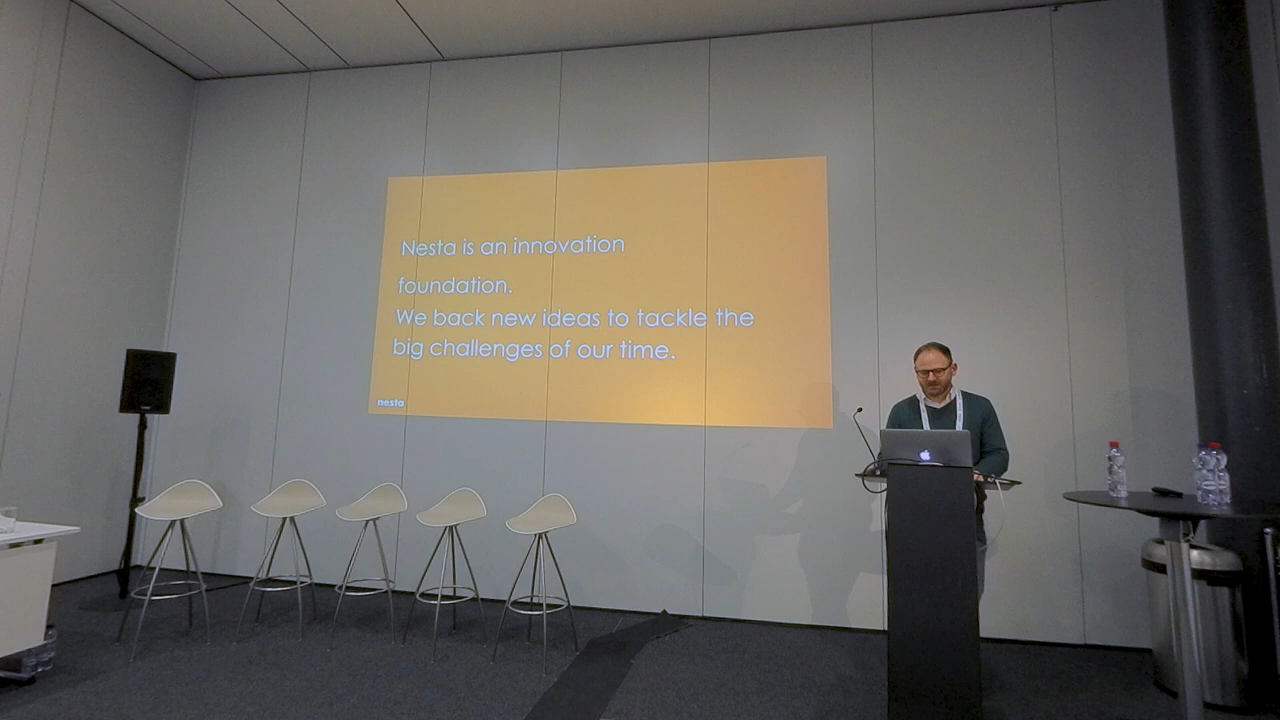 Nesta is an innovation
foundation.
We back new ideas to tackle the
big challenges of our time.
nesta